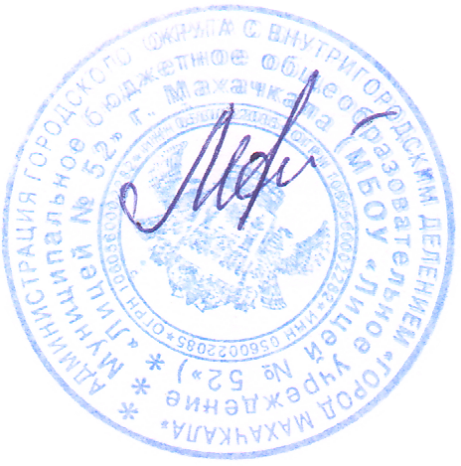 АДМИНИСТРАЦИЯ ГОРОДСКОГО ОКРУГА С ВНУТРИГОРОДСКИМ ДЕЛЕНИЕМ «ГОРОД МАХАЧКАЛА» *
Муниципальное бюджетное общеобразовательное учреждение *
«Лицей № 52» г. Махачкала (МБОУ «Лицей № 52») *
ИНН 0560022085 * ОГРН